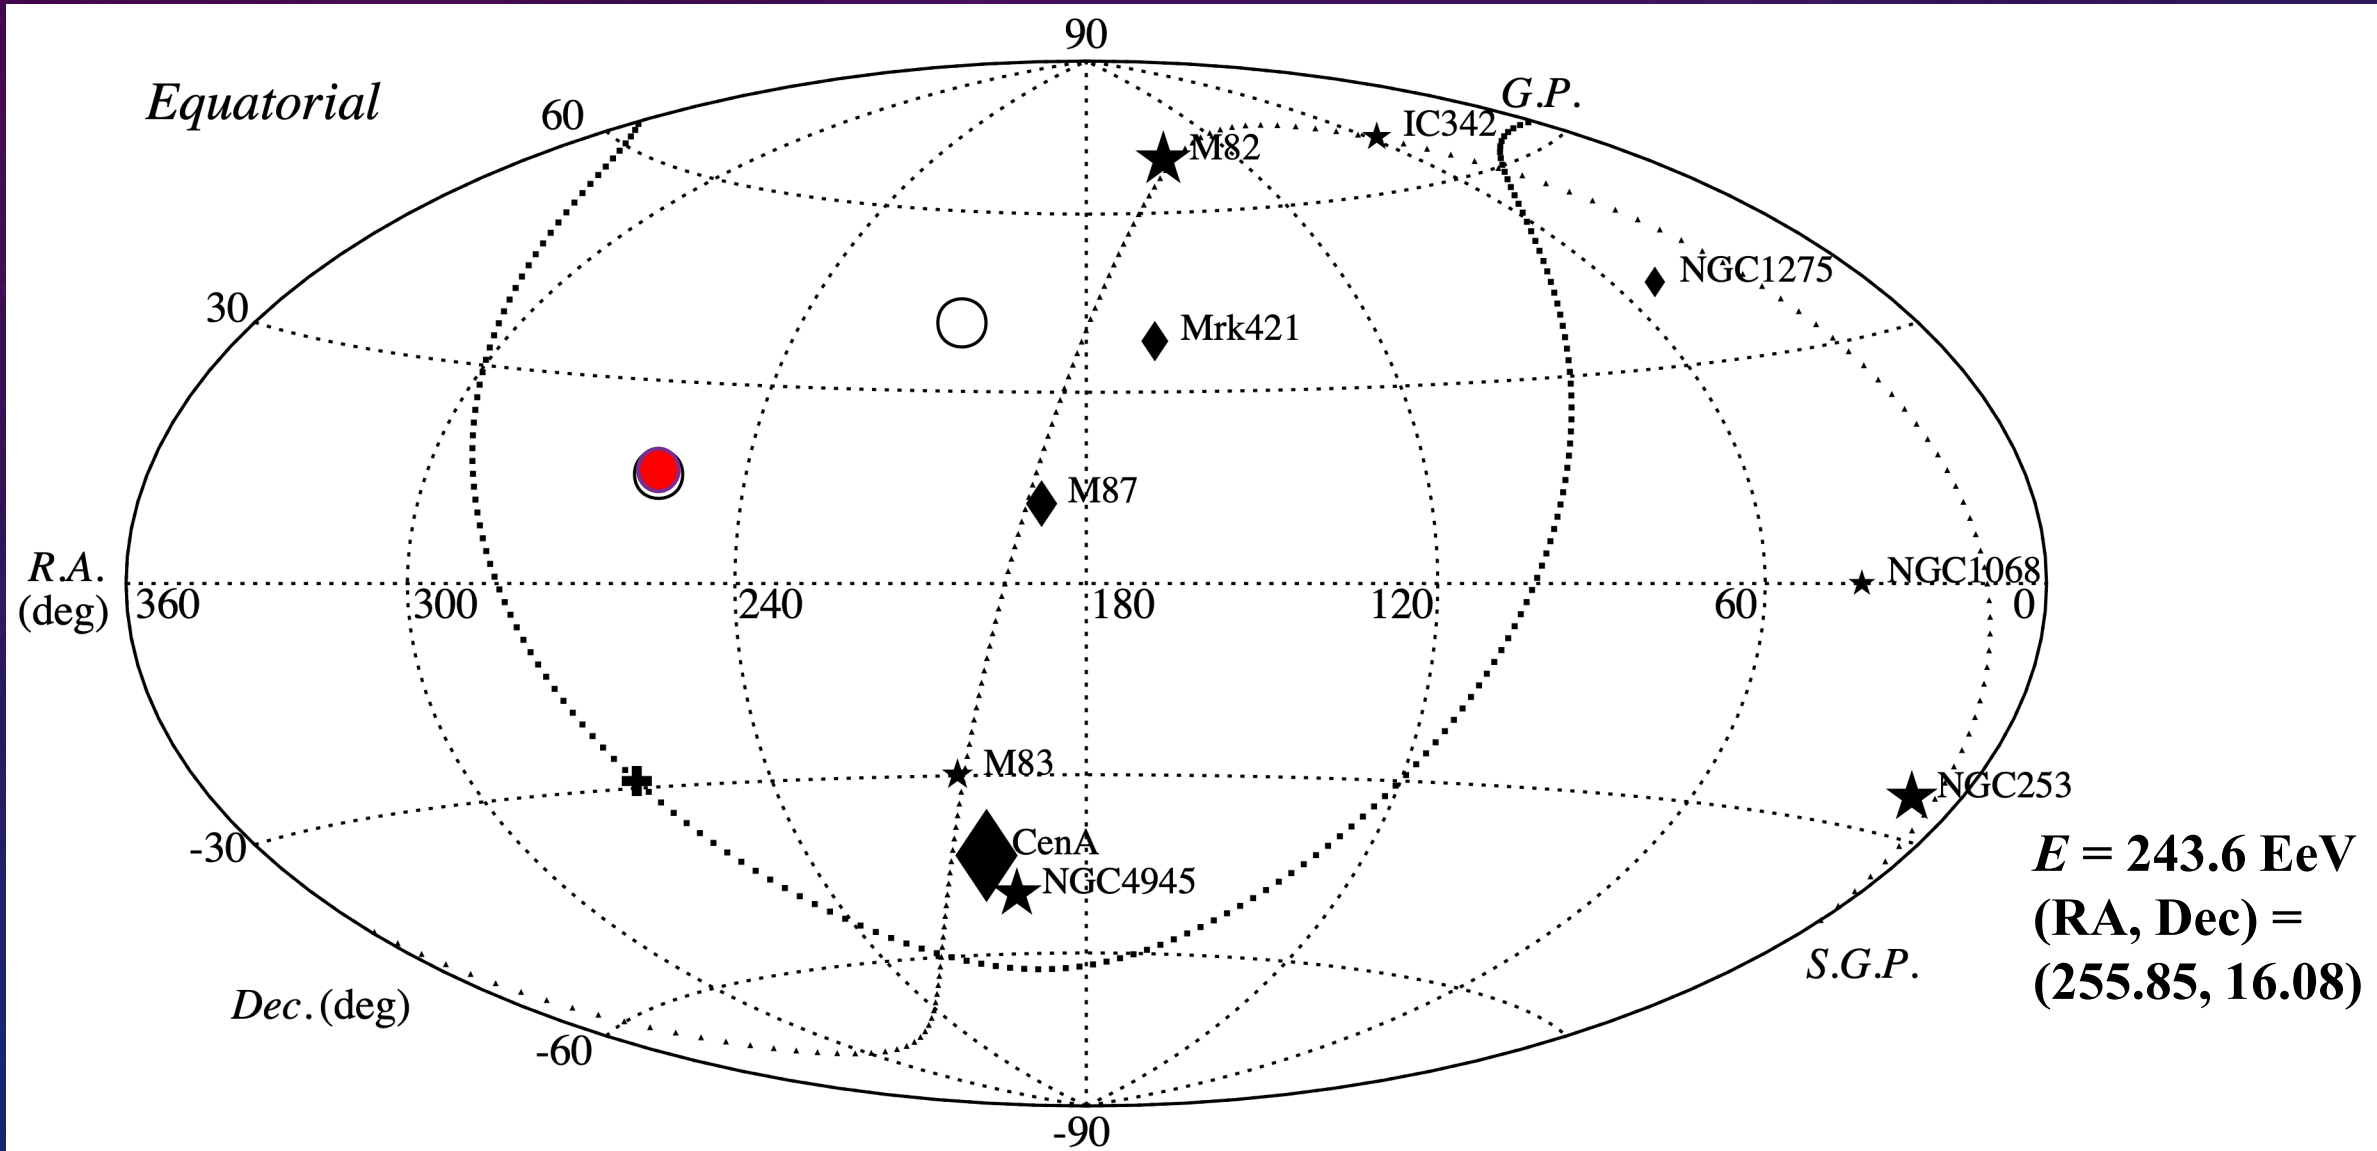 90
Equatorial
G.P.
60
IC342
M82
NGC1275
30
Mrk421
M87
R.A.
(deg)
NGC1068
360
300
240
180
120
60
0
M83
NGC253
-30
CenA
NGC4945
E = 243.6 EeV
(RA, Dec) =
(255.85, 16.08)
S.G.P.
Dec.(deg)
-60
-90